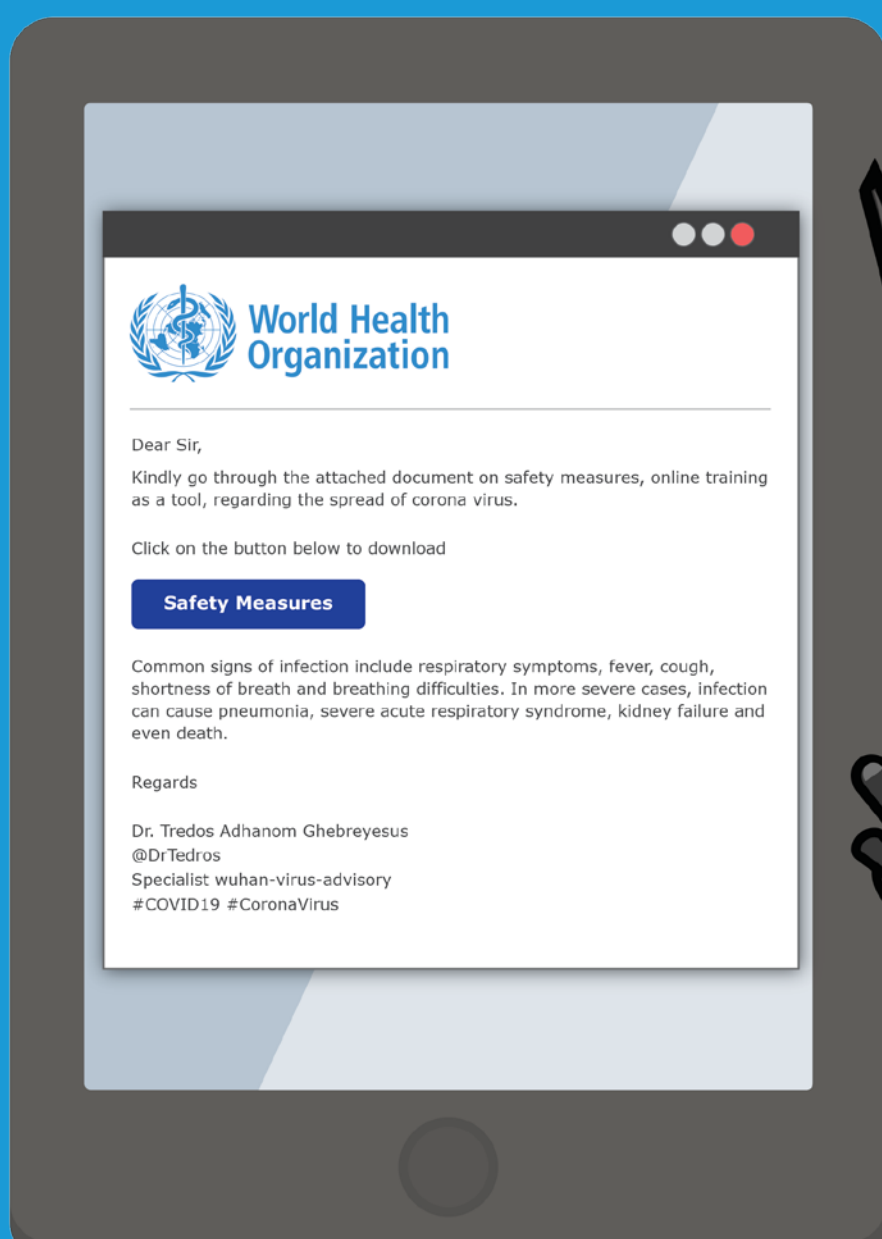 World Health
Organization
Dear Sir,
Kindly go through the attached document on safety measures, online training
as a tool, regarding the spread of corona virus.
Click on the button below to download
Safety Measures
Common signs of infection include respiratory symptoms, fever, cough,
shortness of breath and breathing difficulties. In more severe cases, infection
can cause pneumonia, severe acute respiratory syndrome, kidney failure and
even death.
Regards
Dr. Tredos Adhanom Ghebreyesus
@DrTedros
Specialist wuhan-virus-advisory
#COVID19 #CoronaVirus